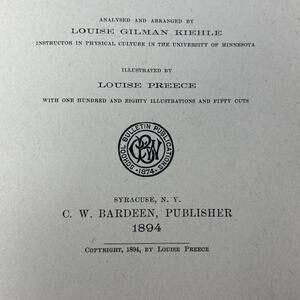 ANALYSED AND ARRANGED BY
LOUISE GILMAN KIEHLE
INSTRUCTOR IN PHYSICAL CULTURE IN THE UNIVERSITY OF MINNESOTA
ILLUSTRATED BY
LOUISE PREECE
WITH ONE HUNDRED AND EIGHTY ILLUSTRATIONS AND FIFTY CUTS
SCHOOL BULLETIN PUBLICATIONS
CWB
·1874·
SYRACUSE, N. Y.
C. W. BARDEEN, PUBLISHER
1894
COPYRIGHT, 1894, BY LOUISE PREECE